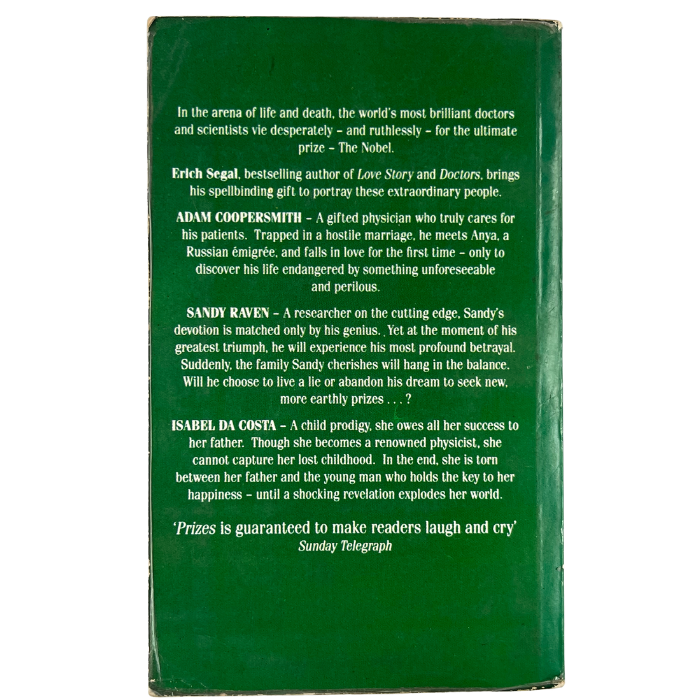 In the arena of life and death, the world's most brilliant doctors
and scientists vie desperately – and ruthlessly – for the ultimate
prize – The Nobel.
Erich Segal, bestselling author of Love Story and Doctors, brings
his spellbinding gift to portray these extraordinary people.
ADAM COOPERSMITH – A gifted physician who truly cares for
his patients. Trapped in a hostile marriage, he meets Anya, a
Russian émigrée, and falls in love for the first time – only to
discover his life endangered by something unforeseeable
and perilous.
SANDY RAVEN – A researcher on the cutting edge, Sandy's
devotion is matched only by his genius. Yet at the moment of his
greatest triumph, he will experience his most profound betrayal.
Suddenly, the family Sandy cherishes will hang in the balance.
Will he choose to live a lie or abandon his dream to seek new,
more earthly prizes . . . ?
ISABEL DA COSTA – A child prodigy, she owes all her success to
her father. Though she becomes a renowned physicist, she
cannot capture her lost childhood. In the end, she is torn
between her father and the young man who holds the key to her
happiness – until a shocking revelation explodes her world.
'Prizes is guaranteed to make readers laugh and cry'
Sunday Telegraph